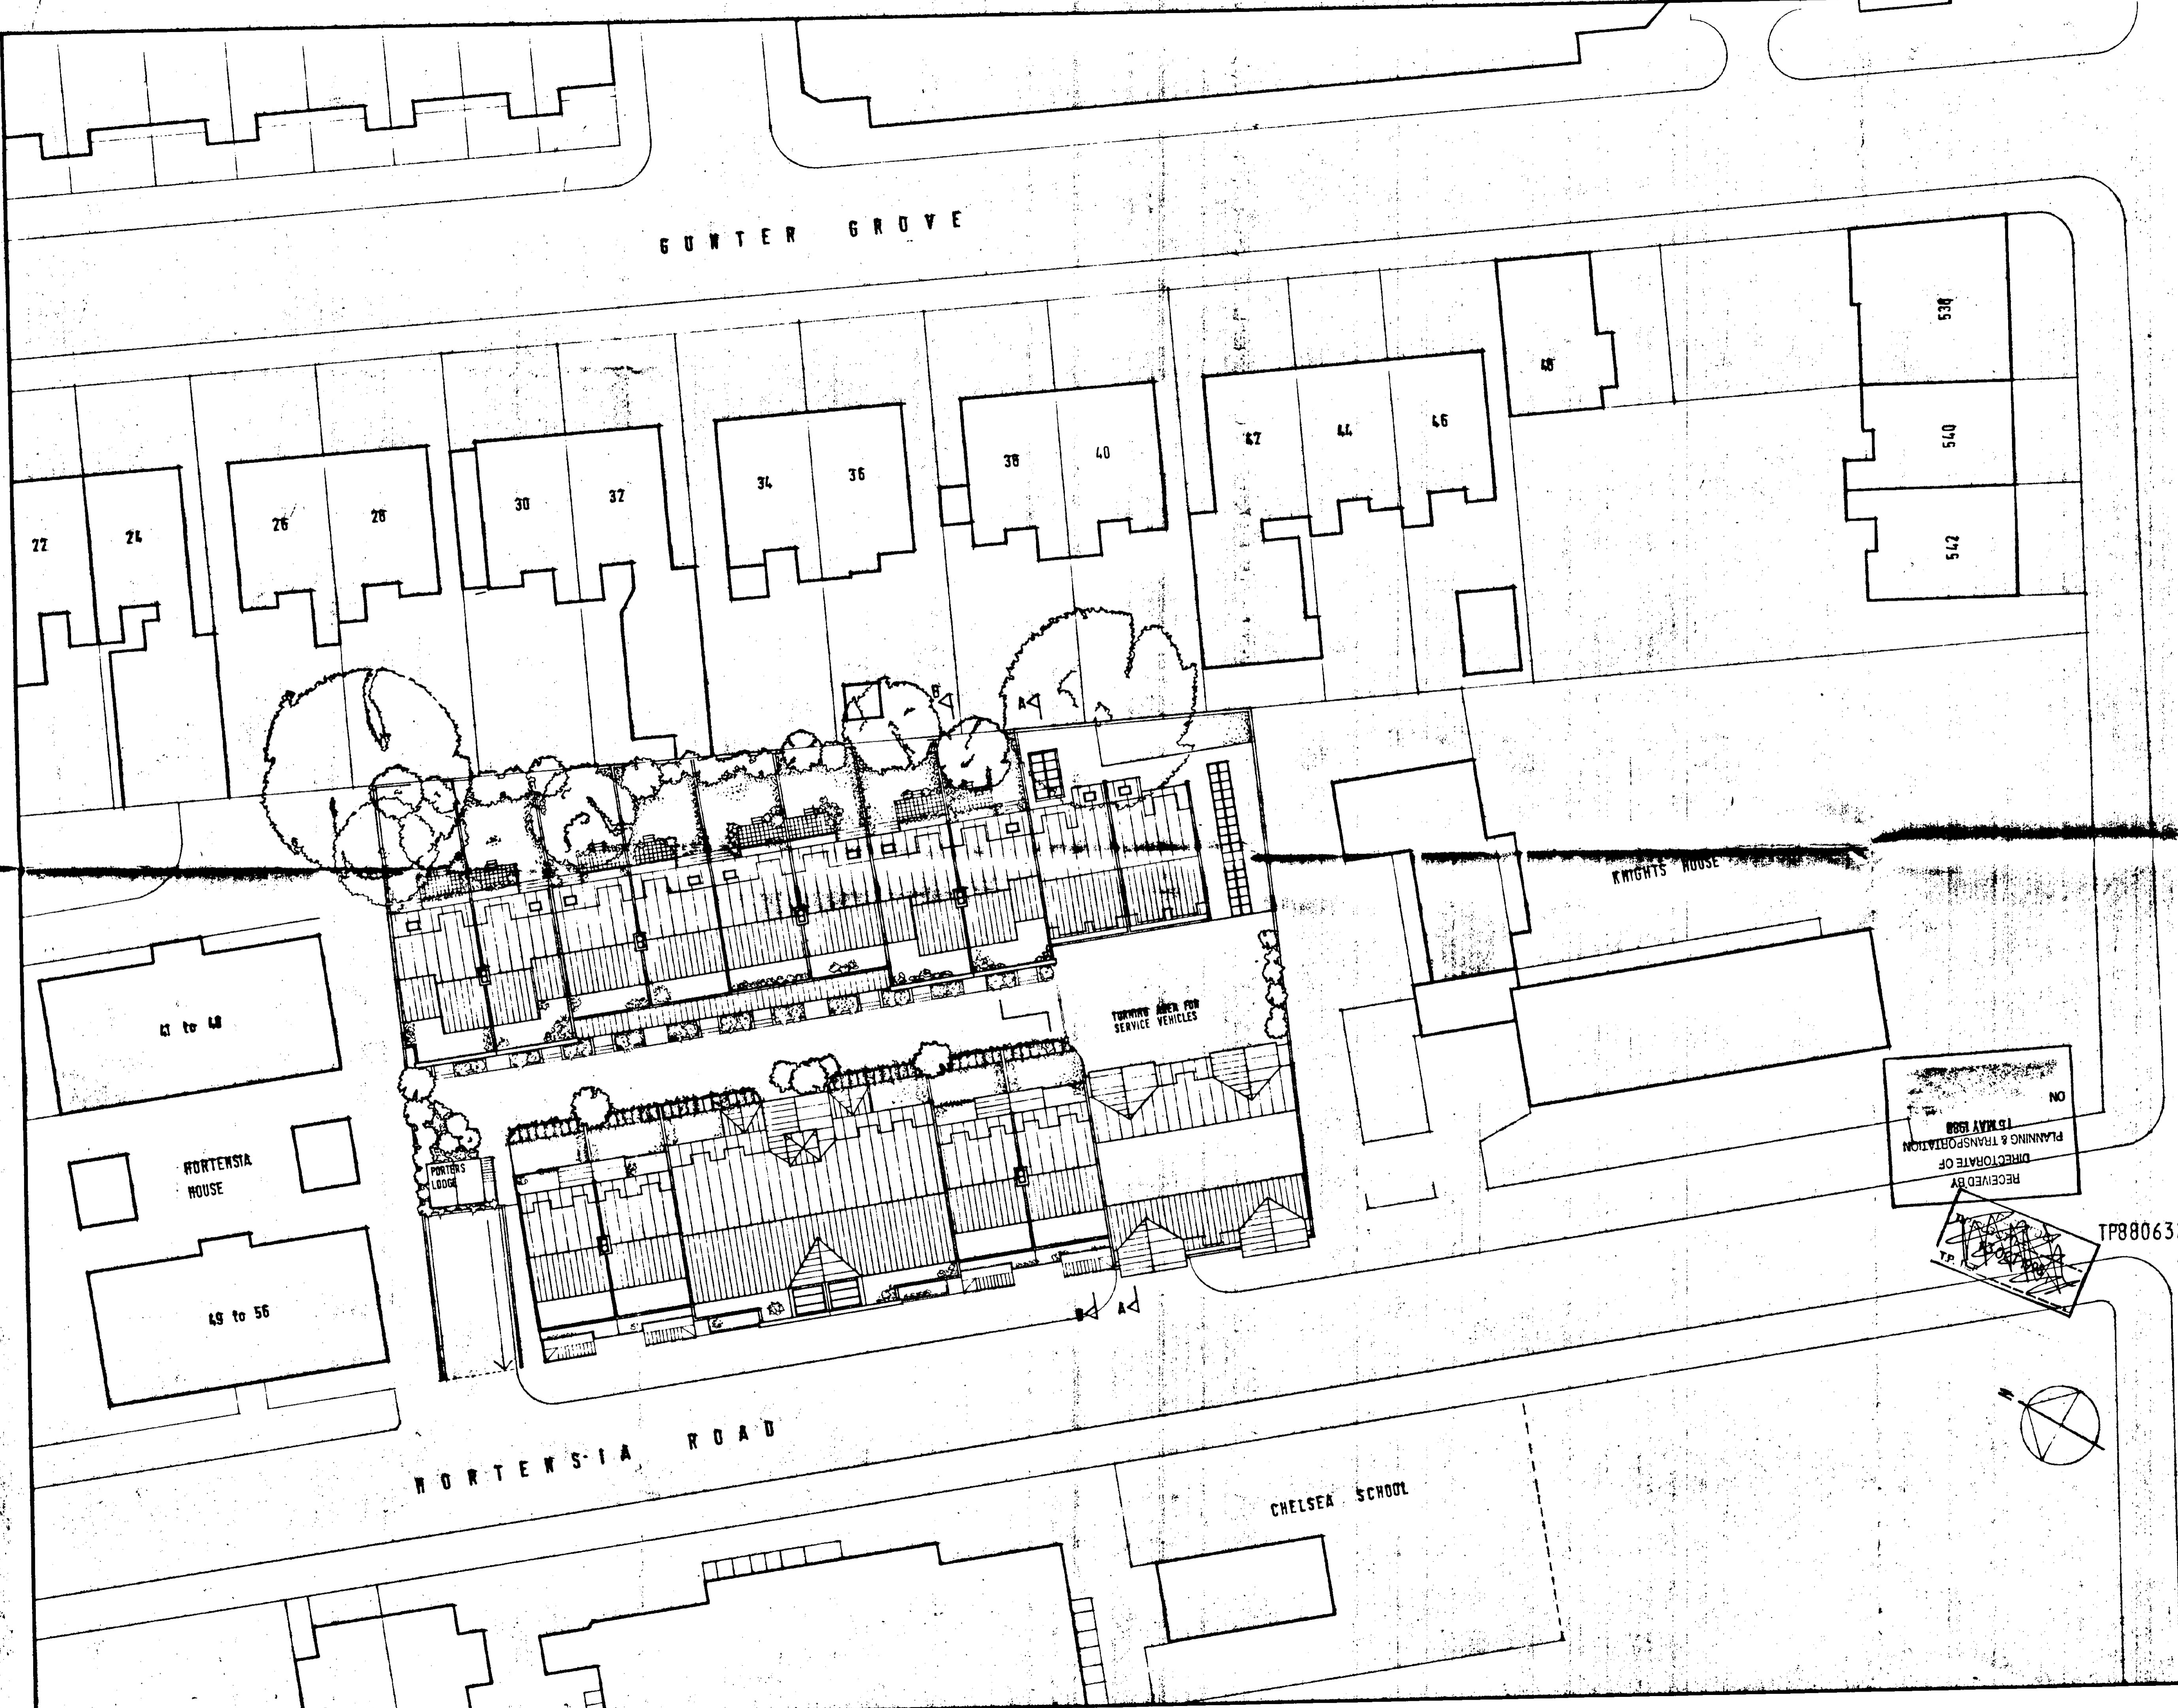 GUNTER GROVE
538
48
540
46
44
42
40
38
36
34
32
30
28
26
24
22
542
B
A
KNIGHTS HOUSE
41 to 48
TURNING AREA FOR
SERVICE VEHICLES
HORTENSIA
HOUSE
PORTERS
LODGE
RECEIVED BY
DIRECTORATE OF
PLANNING & TRANSPORTATION
16 MAY 1988
ON
TP88063
T.P.
49 to 56
B
A
N
HORTENSIA ROAD
CHELSEA SCHOOL